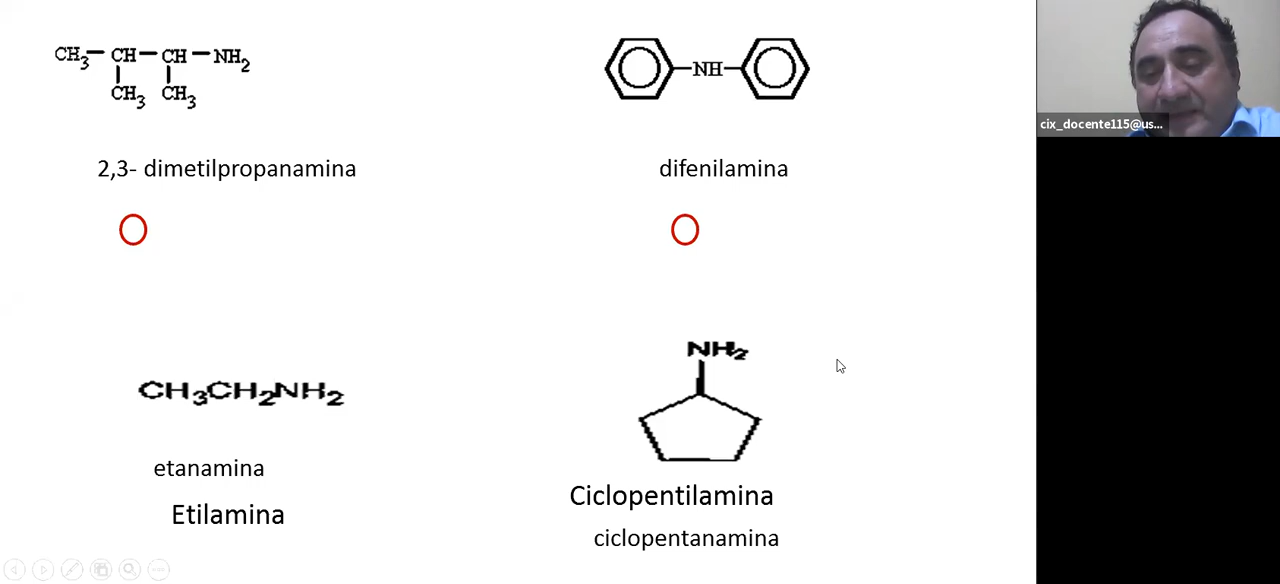 CH₃—CH—CH—NH₂
CH₃ CH₃
2,3- dimetilpropanamina
NH
difenilamina
CH₃CH₂NH₂
etanamina
Etilamina
NH₂
Ciclopentilamina
ciclopentanamina
cix_docente115@us...